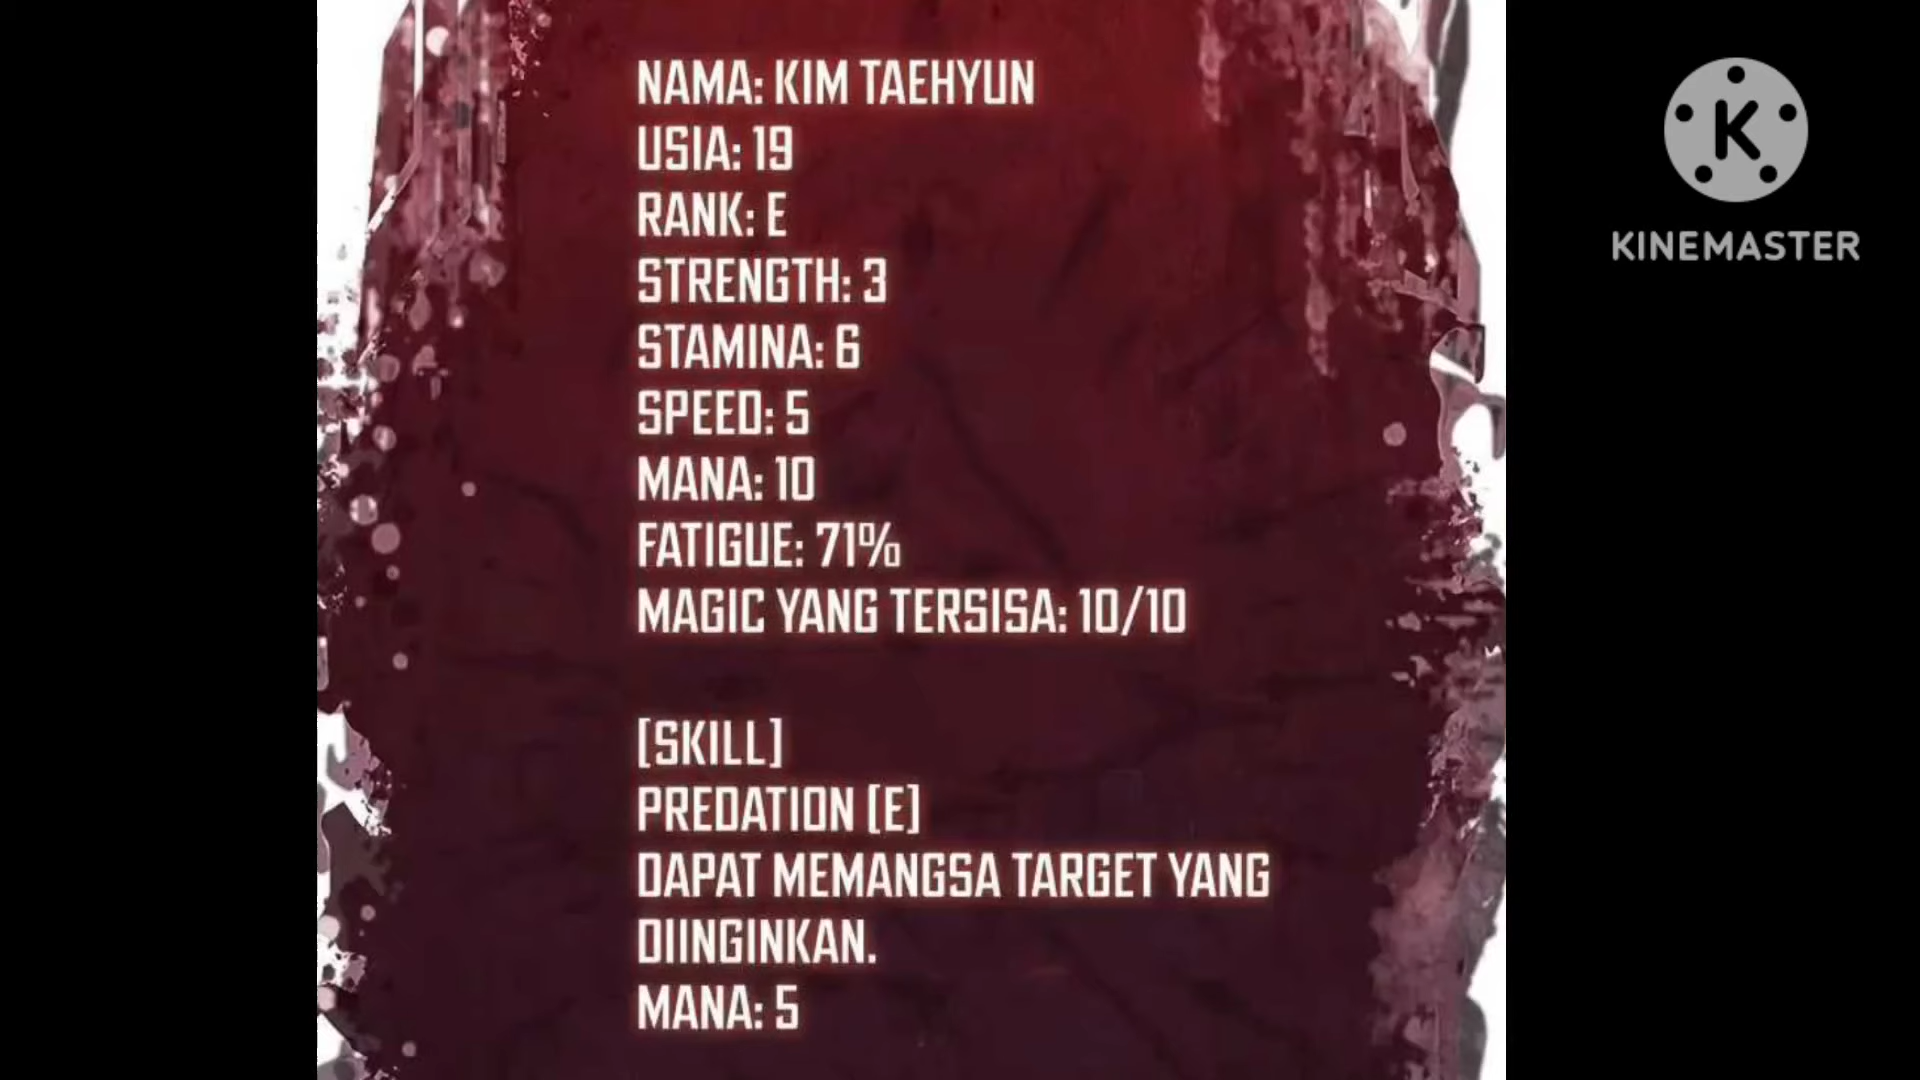 NAMA: KIM TAEHYUN
USIA: 19
RANK: E
STRENGTH: 3
STAMINA: 6
SPEED: 5
MANA: 10
FATIGUE: 71%
MAGIC YANG TERSISA: 10/10
[SKILL]
PREDATION [E]
DAPAT MEMANGSA TARGET YANG
DIINGINKAN.
MANA: 5
K
KINEMASTER